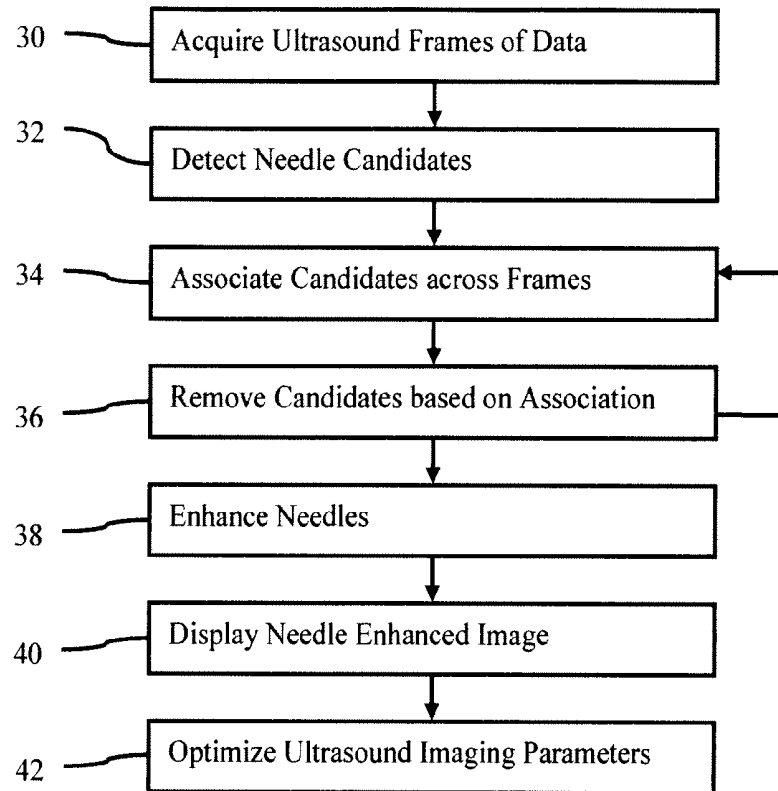 30 Acquire Ultrasound Frames of Data
32 Detect Needle Candidates
34 Associate Candidates across Frames
36 Remove Candidates based on Association
38 Enhance Needles
40 Display Needle Enhanced Image
42 Optimize Ultrasound Imaging Parameters